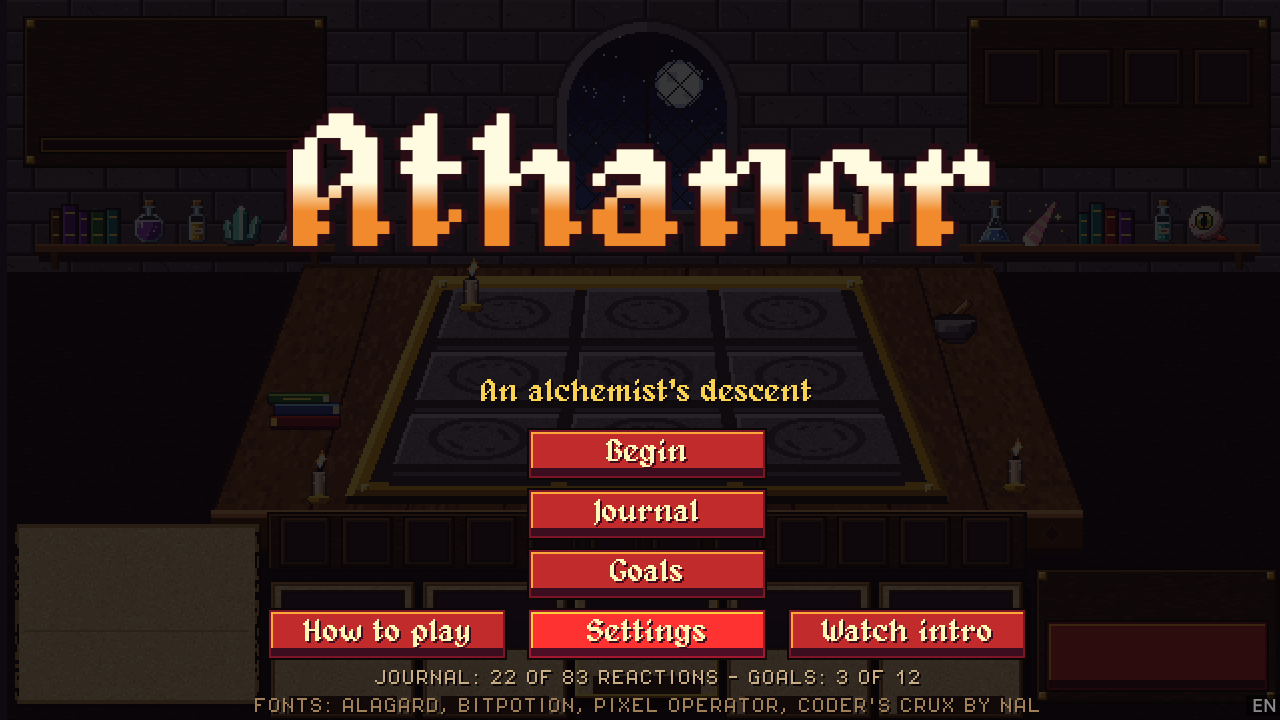 Athanor
An alchemist's descent
Begin
Journal
Goals
How to play
Settings
Watch intro
JOURNAL: 22 OF 83 REACTIONS - GOALS: 3 OF 12
FONTS: ALAGARD, BITPOTION, PIXEL OPERATOR, CODER'S CRUX BY NAL
EN